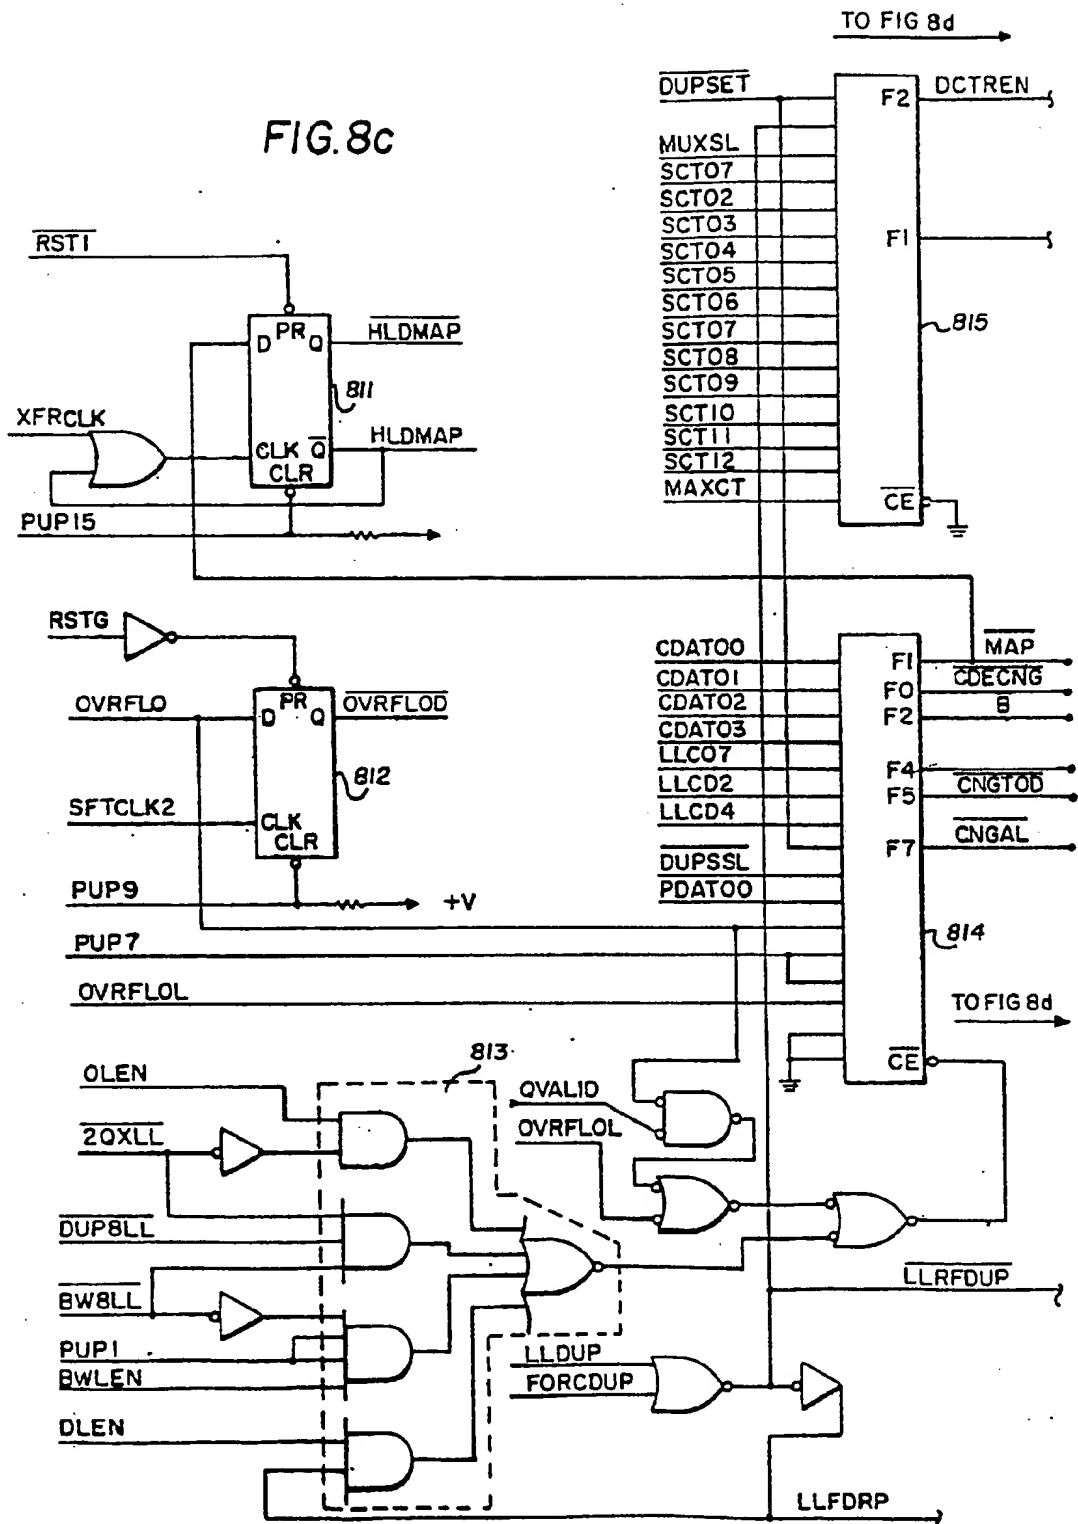 TO FIG 8d
FIG. 8c
DUPSET
MUXSL
SCT07
SCT02
SCT03
SCT04
SCT05
SCT06
SCT07
SCT08
SCT09
SCT10
SCT11
SCT12
MAXCT
F2
F1
CE
DCTREN
815
RST1
D PR Q
HLDMAP
811
XFRCLK
CLK Q
CLR
HLDMAP
PUP15
RSTG
OVRFLO
D PR Q
OVRFLOD
812
SFTCLK2
CLK
CLR
PUP9
+V
PUP7
OVRFLOL
CDAT00
CDAT01
CDAT02
CDAT03
LLC07
LLCD2
LLCD4
DUPSSL
PDAT00
F1
F0
F2
F4
F5
F7
CE
MAP
CDECNG
B
CNGTOD
CNGAL
814
TO FIG 8d
813
OLEN
2QXLL
DUP8LL
BW8LL
PUP1
BWLEN
DLEN
QVALID
OVRFLOL
LLRFDUP
LLDUP
FORCDUP
LLFDRP